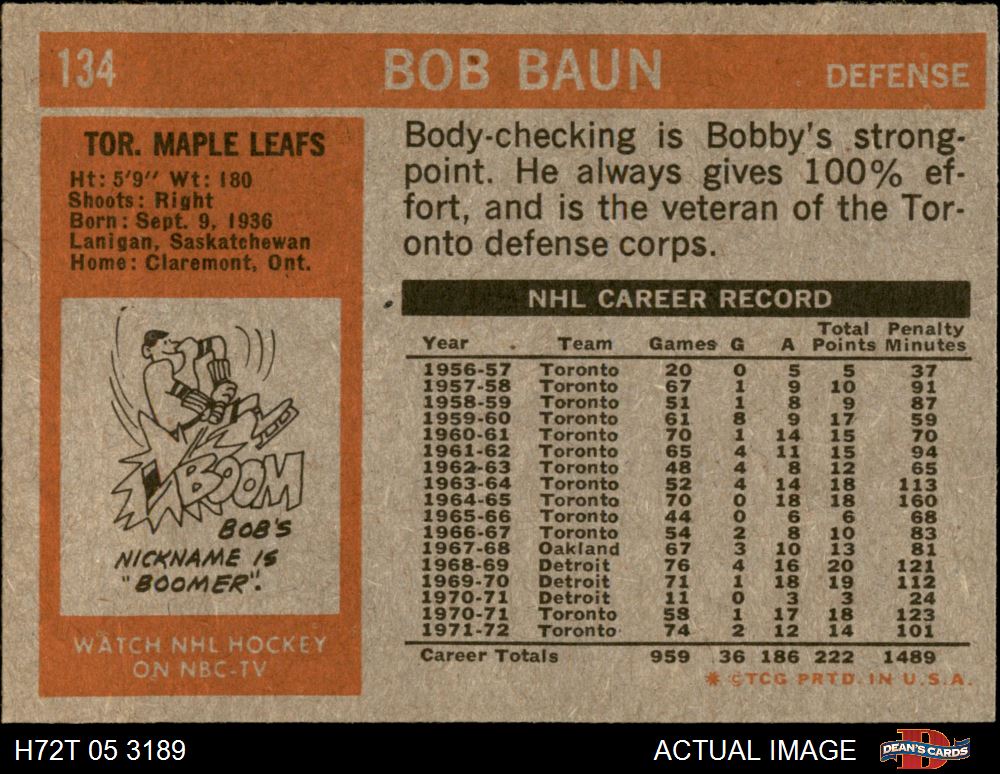 134 BOB BAUN DEFENSE
TOR. MAPLE LEAFS
Ht: 5'9" Wt: 180
Shoots: Right
Born: Sept. 9, 1936
Lanigan, Saskatchewan
Home: Claremont, Ont.
BOOM
BOB'S
NICKNAME IS
"BOOMER".
WATCH NHL HOCKEY
ON NBC-TV
Body-checking is Bobby's strong-
point. He always gives 100% ef-
fort, and is the veteran of the Tor-
onto defense corps.
NHL CAREER RECORD
Year Team Games G A Total Points Penalty Minutes
1956-57 Toronto 20 0 5 5 37
1957-58 Toronto 67 1 9 10 91
1958-59 Toronto 51 1 8 9 87
1959-60 Toronto 61 8 9 17 59
1960-61 Toronto 70 1 14 15 70
1961-62 Toronto 65 4 11 15 94
1962-63 Toronto 48 4 8 12 65
1963-64 Toronto 52 4 14 18 113
1964-65 Toronto 70 0 18 18 160
1965-66 Toronto 44 0 6 6 68
1966-67 Toronto 54 2 8 10 83
1967-68 Oakland 67 3 10 13 81
1968-69 Detroit 76 4 16 20 121
1969-70 Detroit 71 1 18 19 112
1970-71 Detroit 11 0 3 3 24
1970-71 Toronto 58 1 17 18 123
1971-72 Toronto 74 2 12 14 101
Career Totals 959 36 186 222 1489
* ©TCG PRTD. IN U.S.A.
H72T 05 3189 ACTUAL IMAGE DEAN'S CARDS